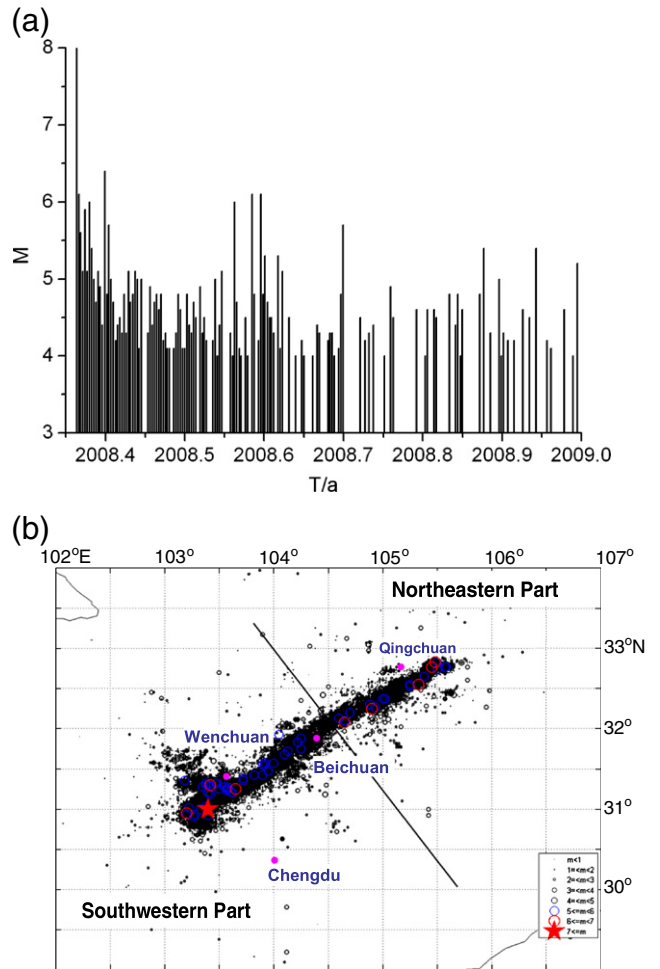 (a)
8
7
6
5
4
3
M
2008.4 2008.5 2008.6 2008.7 2008.8 2008.9 2009.0
T/a
(b)
102°E 103° 104° 105° 106° 107°
Northeastern Part
33°N
Qingchuan
Wenchuan
32°
Beichuan
31°
Chengdu
30°
Southwestern Part
m<1
1=<m<2
2=<m<3
3=<m<4
4=<m<5
5<=m<6
6<=m<7
7<=m